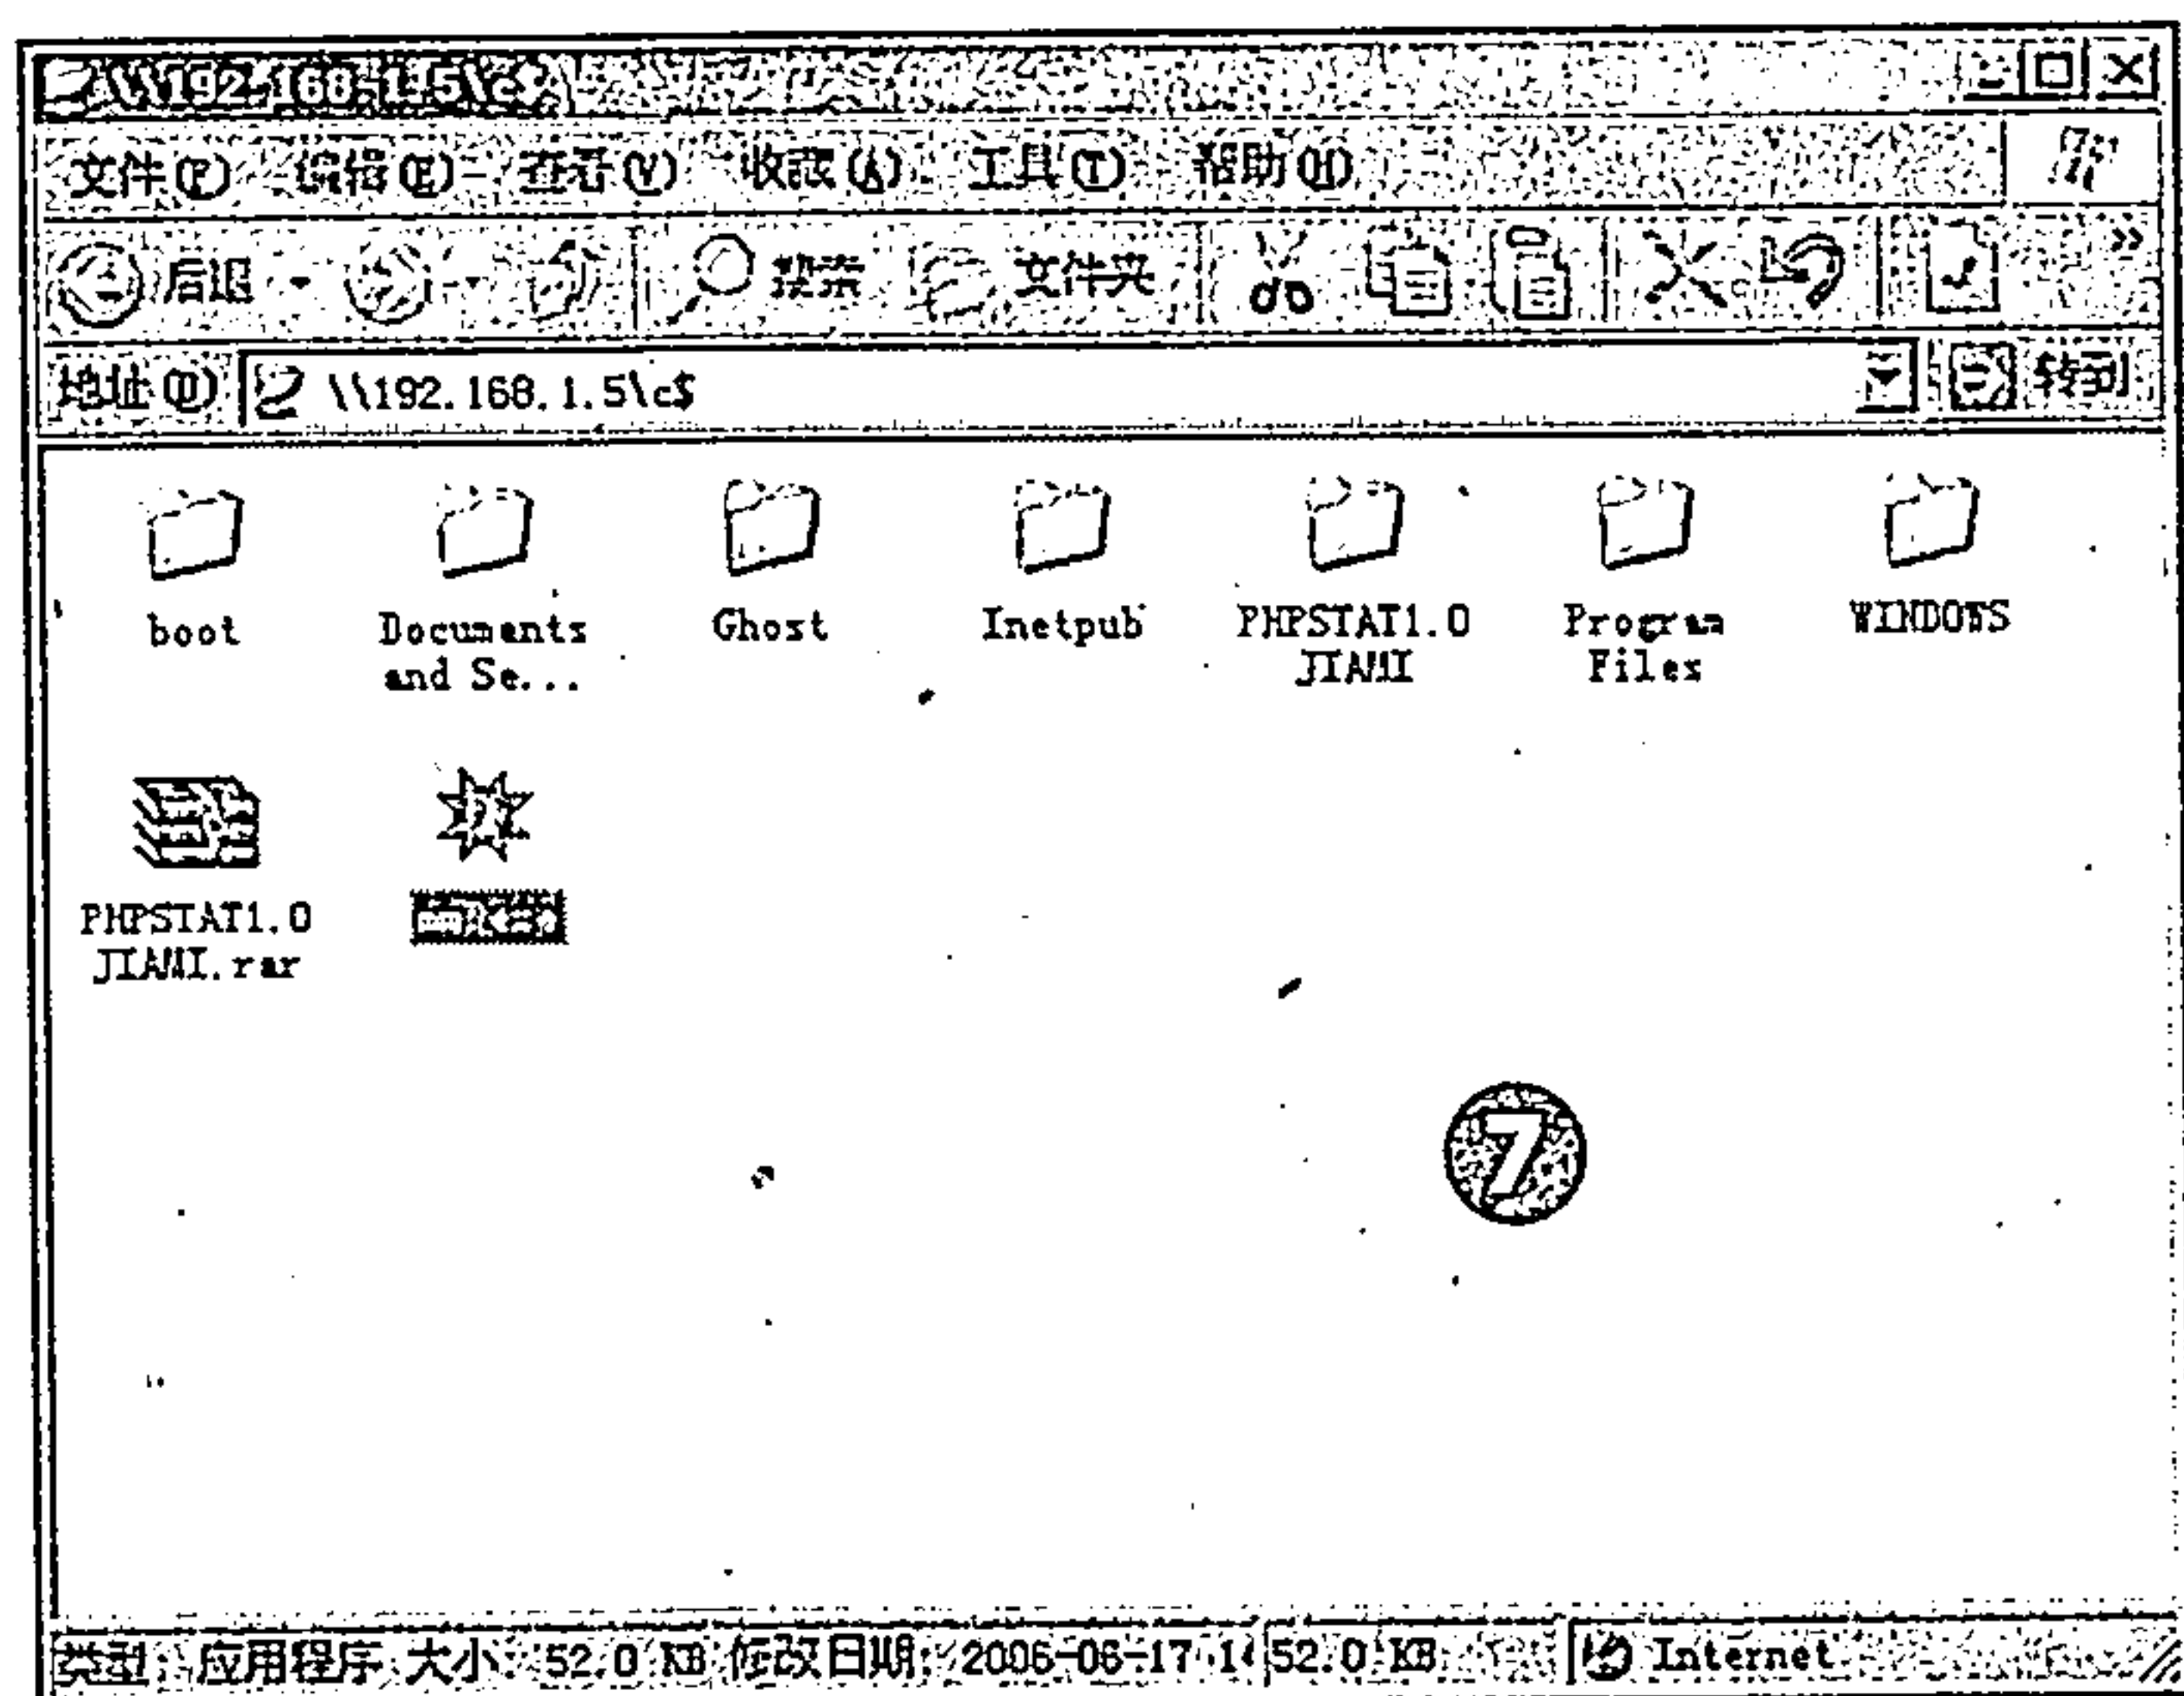 \\192.168.1.5\c$
文件(F) 编辑(E) 查看(V) 收藏(A) 工具(T) 帮助(H)
后退 搜索 文件夹 »
地址(D) \\192.168.1.5\c$ 转到
boot Documents and Se... Ghost Inetpub PHPSTAT1.0 JIAMI Program Files WINDOWS
PHPSTAT1.0 JIAMI.rar
7
类型: 应用程序 大小: 52.0 KB 修改日期: 2006-06-17 14 52.0 KB Internet